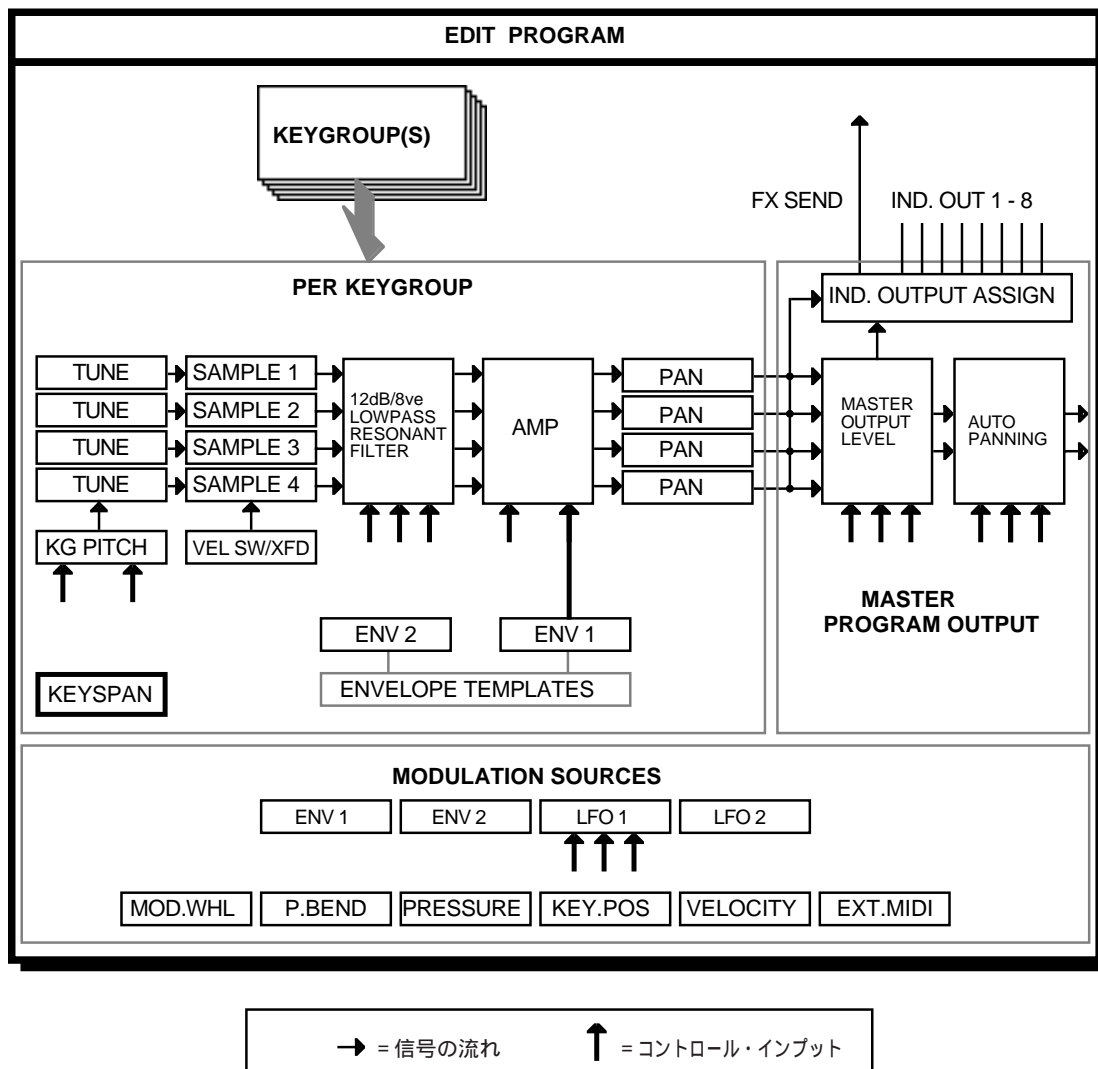 EDIT PROGRAM
KEYGROUP(S)
FX SEND
IND. OUT 1 - 8
PER KEYGROUP
IND. OUTPUT ASSIGN
TUNE
SAMPLE 1
TUNE
SAMPLE 2
TUNE
SAMPLE 3
TUNE
SAMPLE 4
12dB/8ve
LOWPASS
RESONANT
FILTER
AMP
PAN
PAN
PAN
PAN
MASTER
OUTPUT
LEVEL
AUTO
PANNING
KG PITCH
VEL SW/XFD
MASTER
PROGRAM OUTPUT
ENV 2
ENV 1
ENVELOPE TEMPLATES
KEYSPAN
MODULATION SOURCES
ENV 1
ENV 2
LFO 1
LFO 2
MOD.WHL
P.BEND
PRESSURE
KEY.POS
VELOCITY
EXT.MIDI
= 信号の流れ
= コントロール・インプット